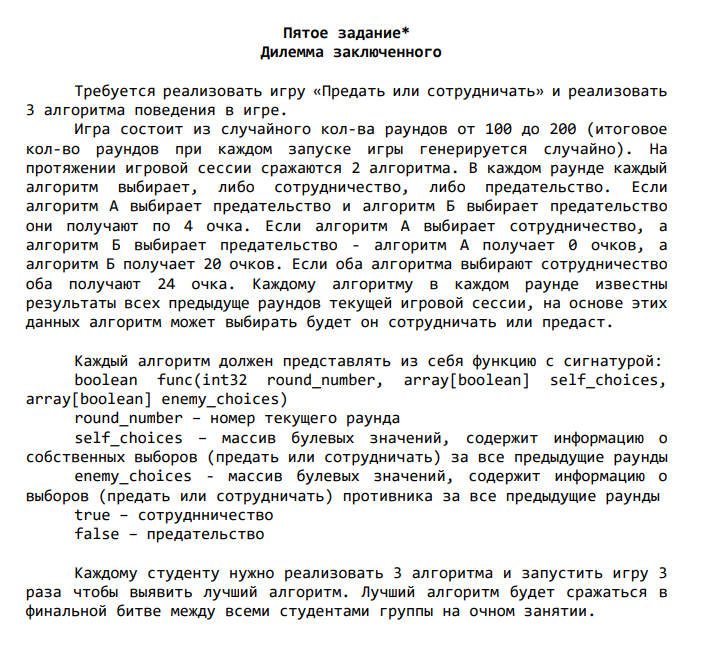 Пятое задание*
Дилемма заключенного
Требуется реализовать игру «Предать или сотрудничать» и реализовать
3 алгоритма поведения в игре.
Игра состоит из случайного кол-ва раундов от 100 до 200 (итоговое
кол-во раундов при каждом запуске игры генерируется случайно). На
протяжении игровой сессии сражаются 2 алгоритма. В каждом раунде каждый
алгоритм выбирает, либо сотрудничество, либо предательство. Если
алгоритм А выбирает предательство и алгоритм Б выбирает предательство
они получают по 4 очка. Если алгоритм А выбирает сотрудничество, а
алгоритм Б выбирает предательство - алгоритм А получает 0 очков, а
алгоритм Б получает 20 очков. Если оба алгоритма выбирают сотрудничество
оба получают 24 очка. Каждому алгоритму в каждом раунде известны
результаты всех предыдуще раундов текущей игровой сессии, на основе этих
данных алгоритм может выбирать будет он сотрудничать или предаст.
Каждый алгоритм должен представлять из себя функцию с сигнатурой:
boolean func(int32 round_number, array[boolean] self_choices,
array[boolean] enemy_choices)
round_number – номер текущего раунда
self_choices – массив булевых значений, содержит информацию о
собственных выборов (предать или сотрудничать) за все предыдущие раунды
enemy_choices - массив булевых значений, содержит информацию о
выборов (предать или сотрудничать) противника за все предыдущие раунды
true – сотруднничество
false – предательство
Каждому студенту нужно реализовать 3 алгоритма и запустить игру 3
раза чтобы выявить лучший алгоритм. Лучший алгоритм будет сражаться в
финальной битве между всеми студентами группы на очном занятии.